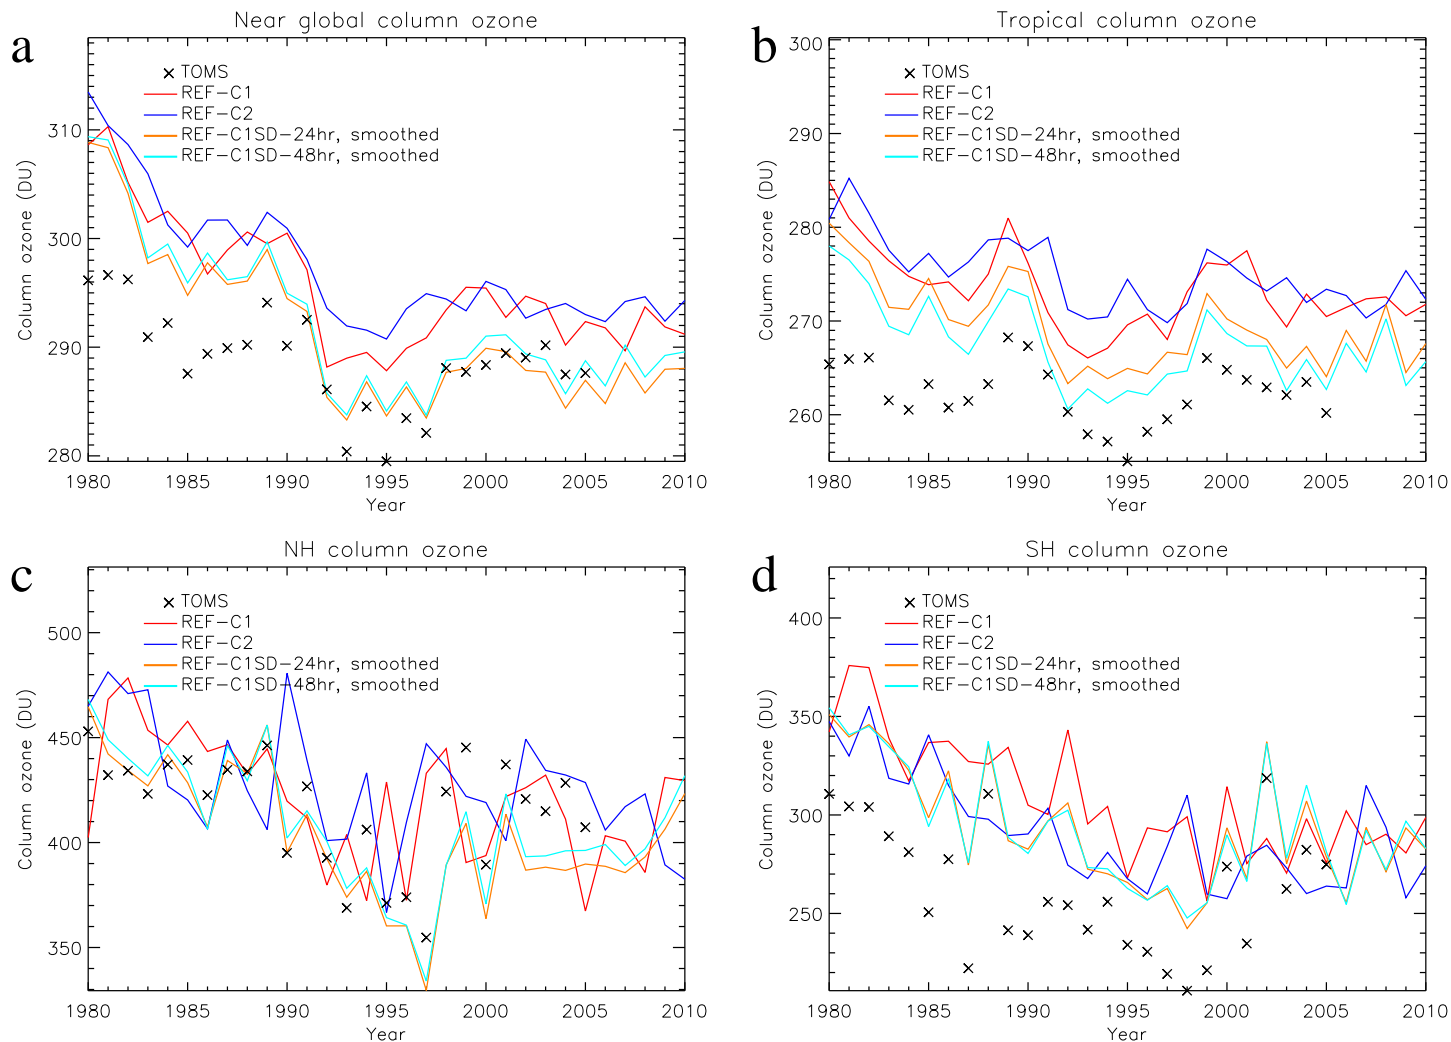 a
Near global column ozone
TOMS
REF-C1
REF-C2
REF-C1SD-24hr, smoothed
REF-C1SD-48hr, smoothed
Column ozone (DU)
310
300
290
280
1980 1985 1990 1995 2000 2005 2010
Year
b
Tropical column ozone
TOMS
REF-C1
REF-C2
REF-C1SD-24hr, smoothed
REF-C1SD-48hr, smoothed
Column ozone (DU)
300
290
280
270
260
1980 1985 1990 1995 2000 2005 2010
Year
c
NH column ozone
TOMS
REF-C1
REF-C2
REF-C1SD-24hr, smoothed
REF-C1SD-48hr, smoothed
Column ozone (DU)
500
450
400
350
1980 1985 1990 1995 2000 2005 2010
Year
d
SH column ozone
TOMS
REF-C1
REF-C2
REF-C1SD-24hr, smoothed
REF-C1SD-48hr, smoothed
Column ozone (DU)
400
350
300
250
1980 1985 1990 1995 2000 2005 2010
Year